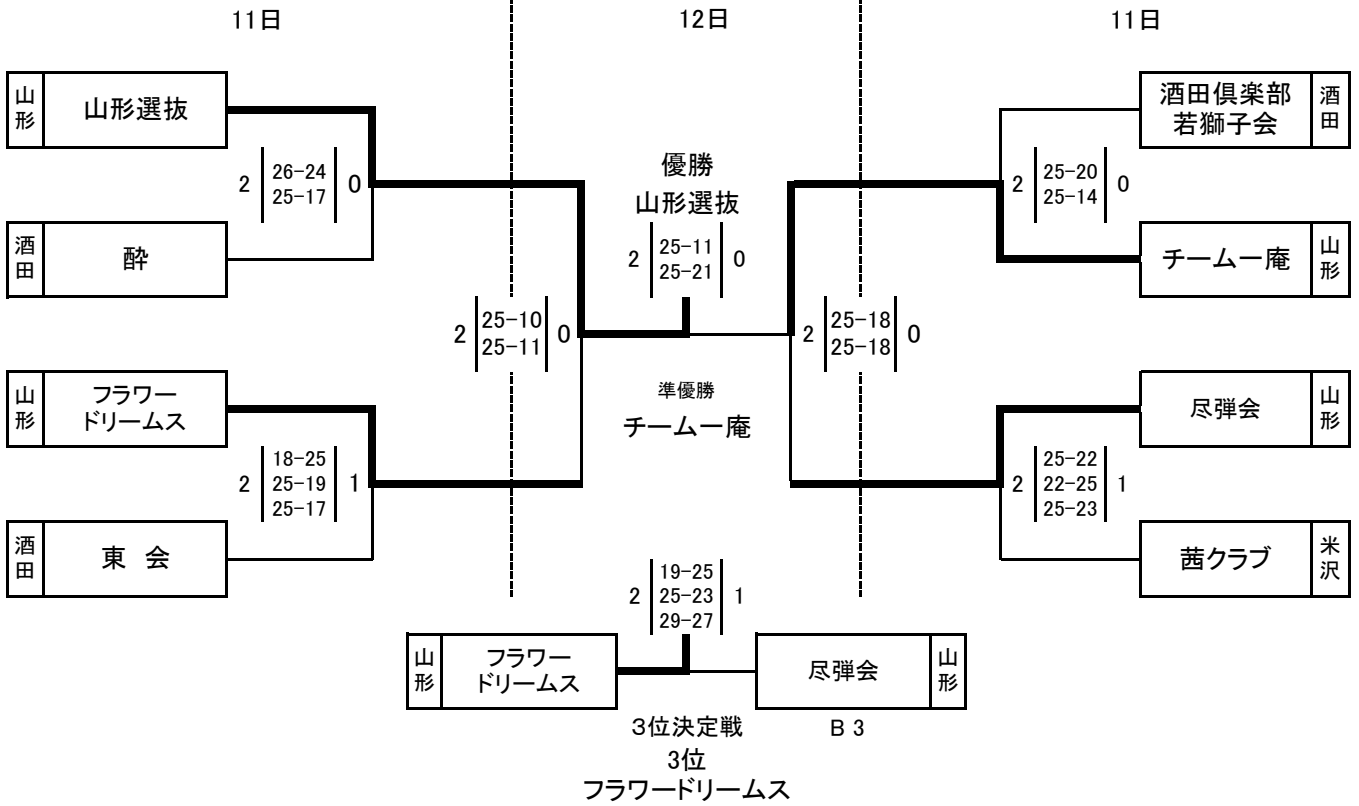 11日
12日
11日
山形
山形選抜
2
26-24
25-17
0
酒田
酔
フラワー
ドリームス
山形
2
18-25
25-19
25-17
1
酒田
東 会
2
25-10
25-11
0
優勝
山形選抜
2
25-11
25-21
0
準優勝
チーム一庵
2
25-18
25-18
0
酒田倶楽部
若獅子会
酒田
2
25-20
25-14
0
チーム一庵
山形
尽弾会
山形
2
25-22
22-25
25-23
1
茜クラブ
米沢
2
19-25
25-23
29-27
1
山形
フラワー
ドリームス
尽弾会
山形
3位決定戦
B 3
3位
フラワードリームス